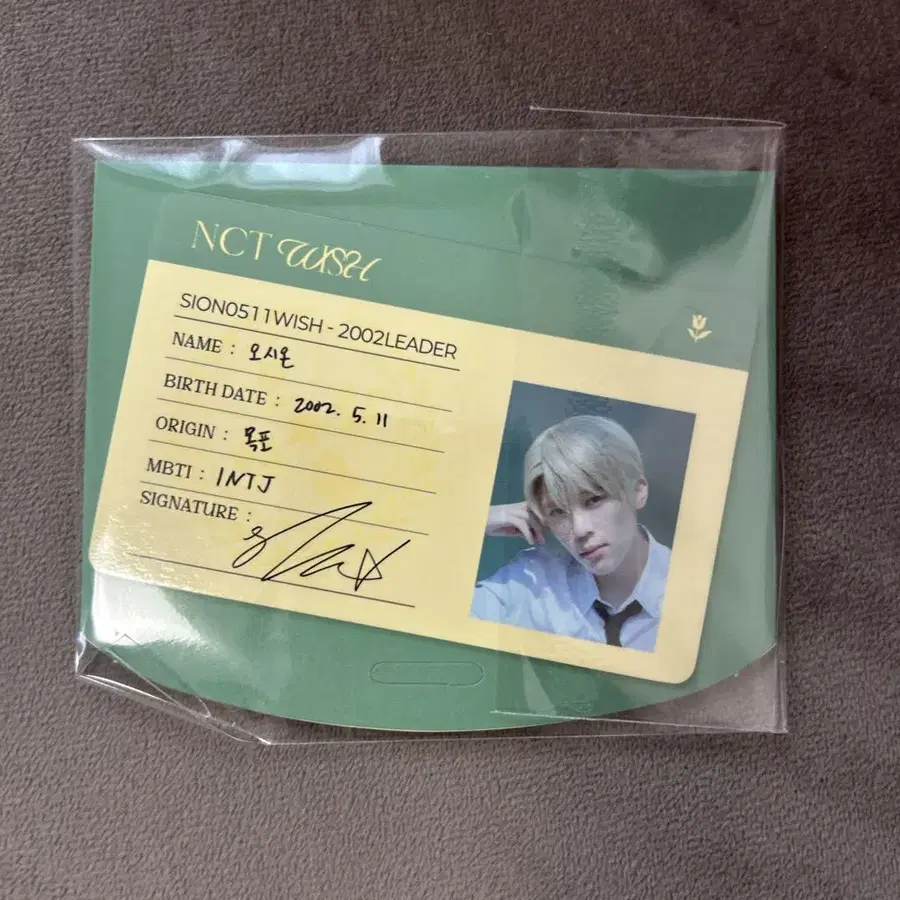 NCT WISH
SION0511WISH - 2002LEADER
NAME : 오시온
BIRTH DATE : 2002. 5. 11
ORIGIN : 목포
MBTI : INTJ
SIGNATURE :